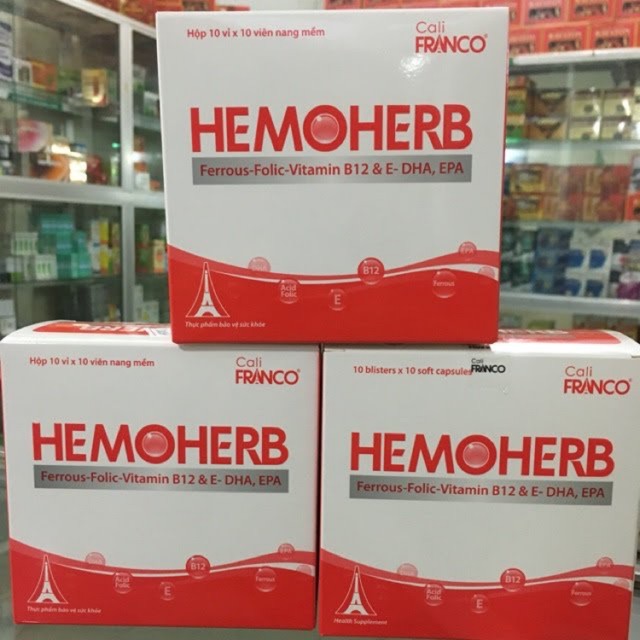 Hộp 10 vỉ x 10 viên nang mềm
Cali
FRANCO®
HEMOHERB
Ferrous-Folic-Vitamin B12 & E- DHA, EPA
EPA
B12
Acid
Folic
E
Ferrous
Thực phẩm bảo vệ sức khỏe
Hộp 10 vỉ x 10 viên nang mềm
Cali
FRANCO®
HEMOHERB
Ferrous-Folic-Vitamin B12 & E- DHA, EPA
EPA
B12
Acid
Folic
E
Ferrous
Thực phẩm bảo vệ sức khỏe
10 blisters x 10 soft capsules
Cali
FRANCO
Cali
FRANCO®
HEMOHERB
Ferrous-Folic-Vitamin B12 & E- DHA, EPA
EPA
B12
Acid
Folic
E
Ferrous
Health Supplement